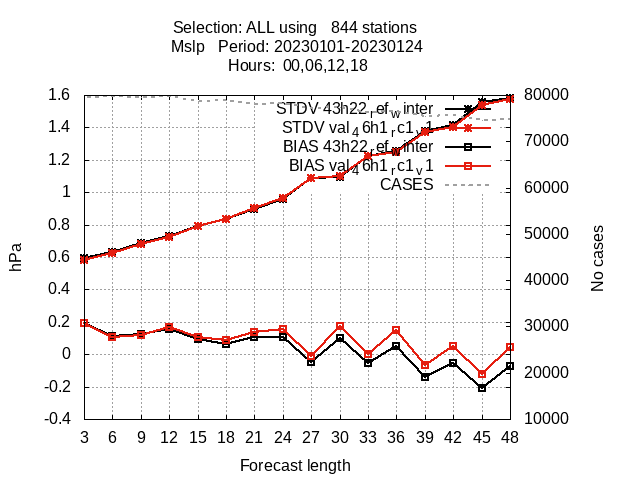 Selection: ALL using 844 stations
Mslp Period: 20230101-20230124
Hours: 00,06,12,18
STDV 43h22_ref_winter
STDV val_46h1_rc1_v1
BIAS 43h22_ref_winter
BIAS val_46h1_rc1_v1
CASES
1.6
1.4
1.2
1
0.8
0.6
0.4
0.2
0
-0.2
-0.4
hPa
80000
70000
60000
50000
40000
30000
20000
10000
No cases
3 6 9 12 15 18 21 24 27 30 33 36 39 42 45 48
Forecast length